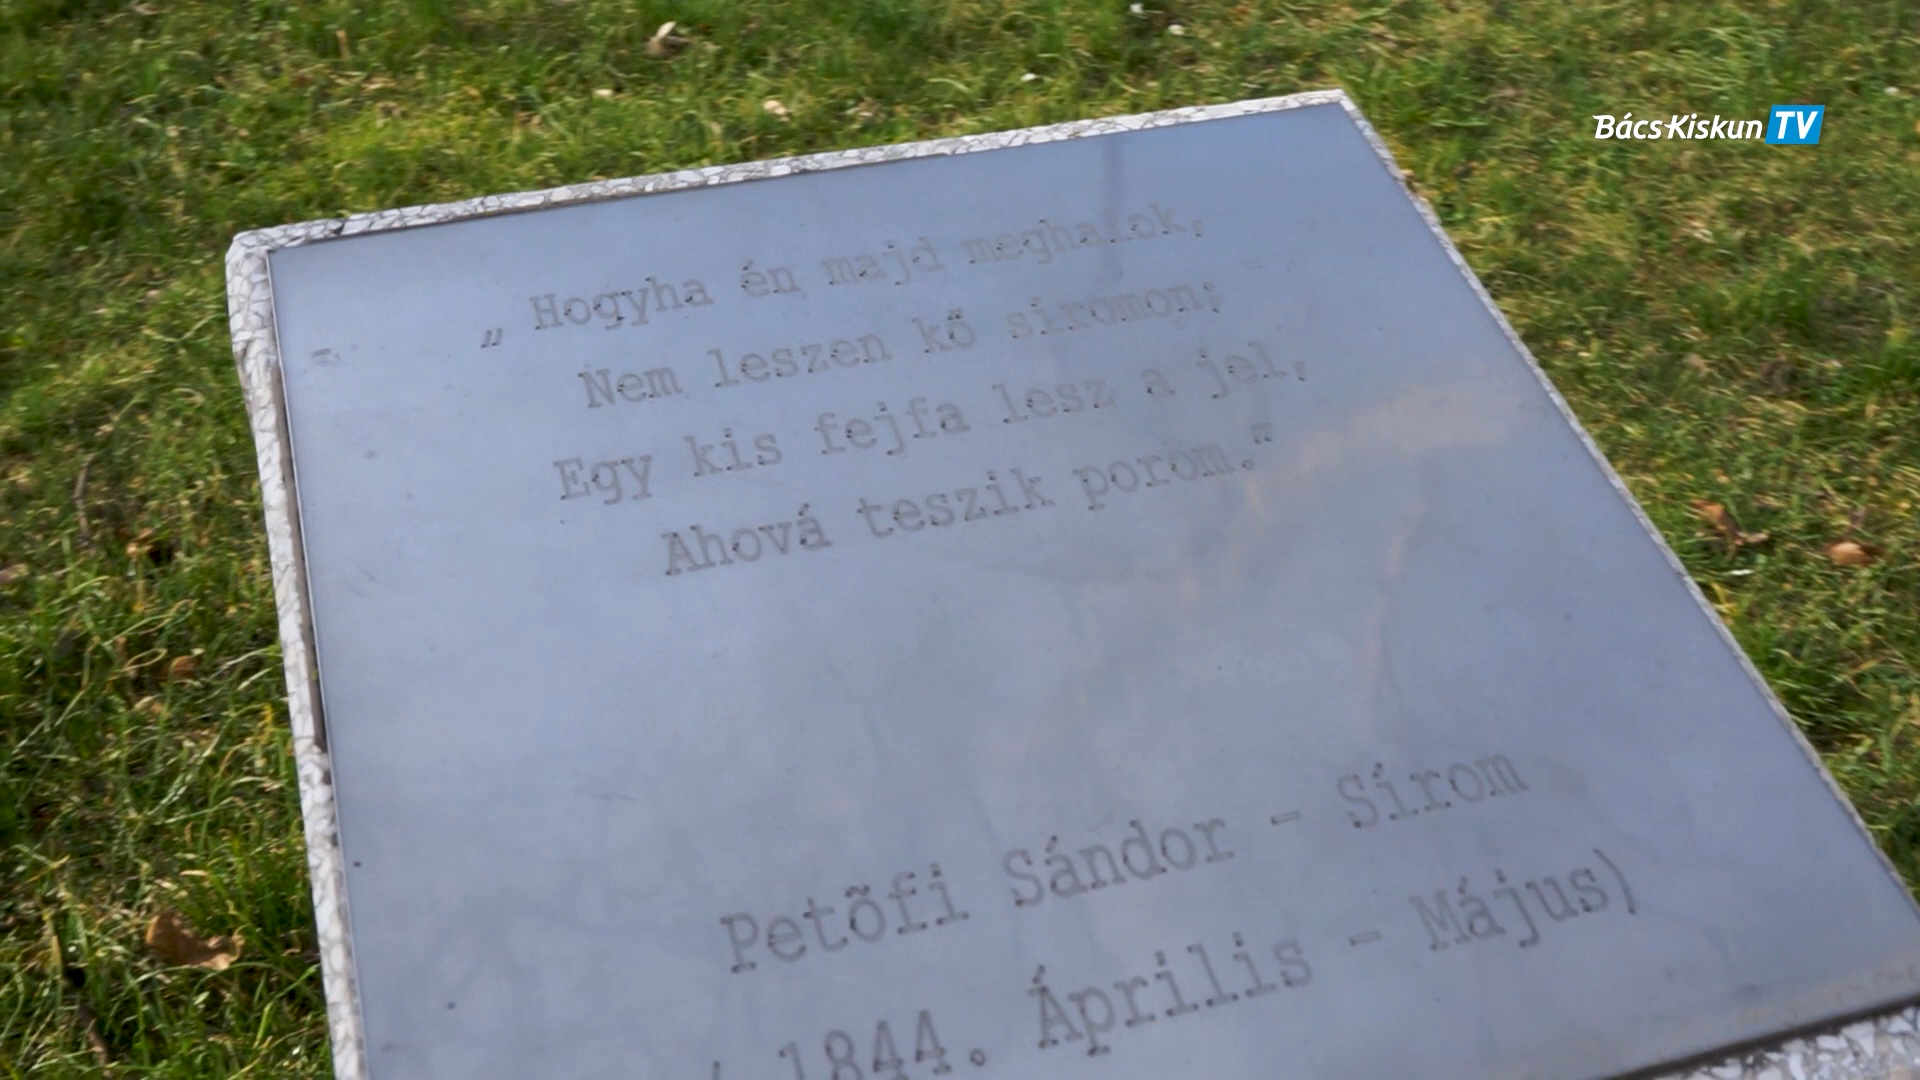 Bács-Kiskun TV
„Hogyha én majd meghalok,
Nem leszen kő síromon;
Egy kis fejfa lesz a jel,
Ahová teszik porom."
Petõfi Sándor – Sírom
( 1844. Április – Május)